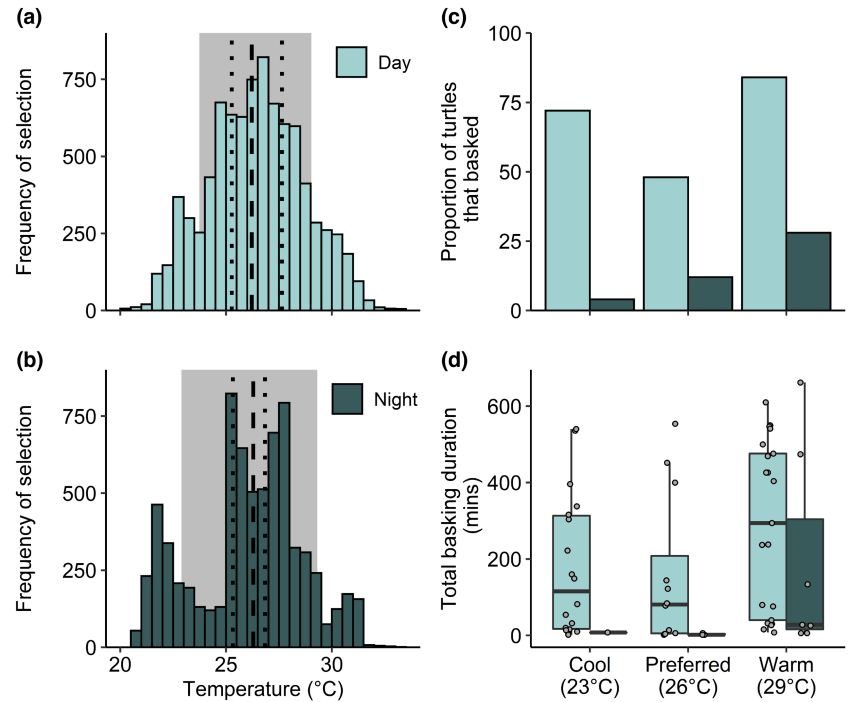 (a)
Frequency of selection
750
500
250
0
Day
(b)
Frequency of selection
750
500
250
0
Night
20
25
30
Temperature (°C)
(c)
Proportion of turtles
that basked
100
75
50
25
0
(d)
Total basking duration
(mins)
600
400
200
0
Cool
(23°C)
Preferred
(26°C)
Warm
(29°C)